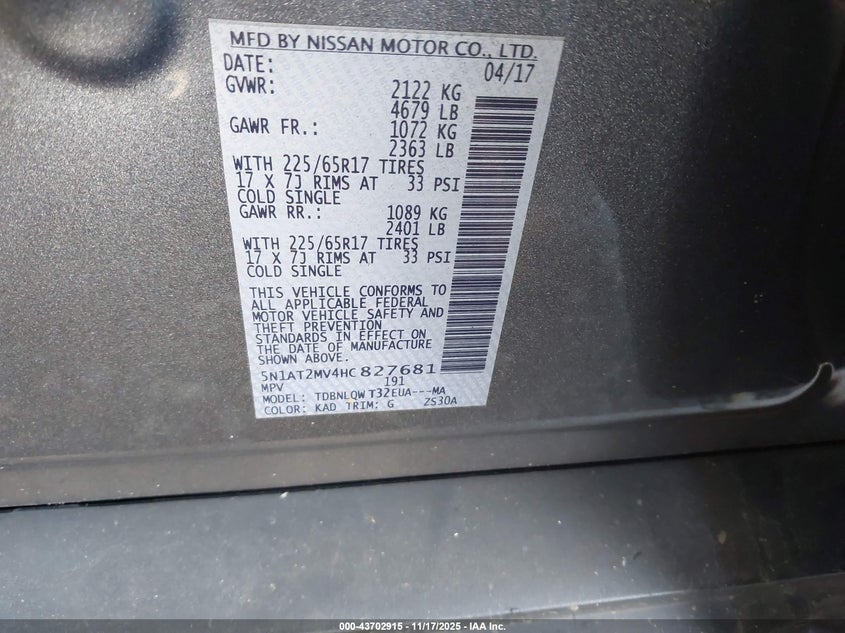 MFD BY NISSAN MOTOR CO., LTD.
DATE: 04/17
GVWR: 2122 KG
4679 LB
GAWR FR.: 1072 KG
2363 LB
WITH 225/65R17 TIRES
17 X 7J RIMS AT 33 PSI
COLD SINGLE
GAWR RR.: 1089 KG
2401 LB
WITH 225/65R17 TIRES
17 X 7J RIMS AT 33 PSI
COLD SINGLE
THIS VEHICLE CONFORMS TO
ALL APPLICABLE FEDERAL
MOTOR VEHICLE SAFETY AND
THEFT PREVENTION
STANDARDS IN EFFECT ON
THE DATE OF MANUFACTURE
SHOWN ABOVE.
5N1AT2MV4HC 827681
MPV 191
MODEL: TDBNLQW T32EUA---MA
COLOR: KAD TRIM: G ZS30A
000-43702915 - 11/17/2025 - IAA Inc.